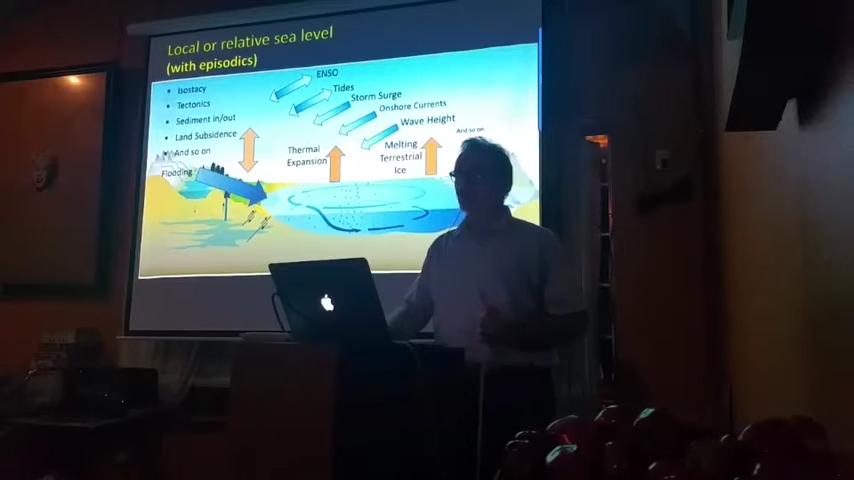 Local or relative sea level
(with episodics)
• Isostacy
• Tectonics
• Sediment in/out
• Land Subsidence
• And so on
Flooding
ENSO
Tides
Storm Surge
Onshore Currents
Wave Height
And so on
Thermal
Expansion
Melting
Terrestrial
Ice